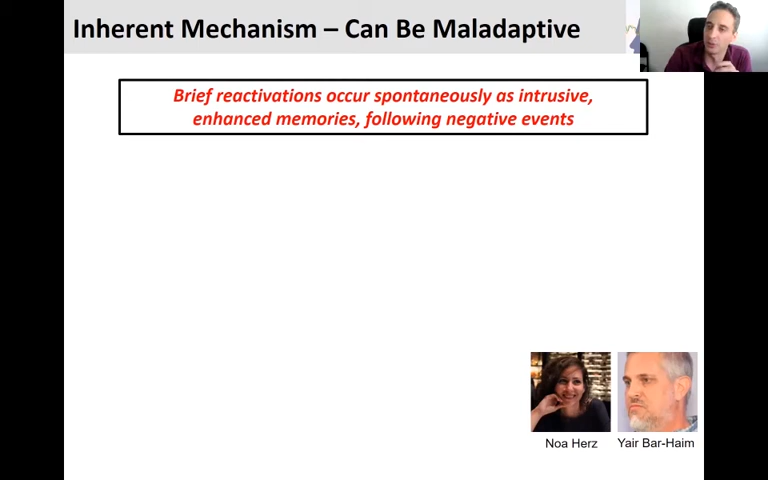 Inherent Mechanism – Can Be Maladaptive
Brief reactivations occur spontaneously as intrusive,
enhanced memories, following negative events
Noa Herz
Yair Bar-Haim